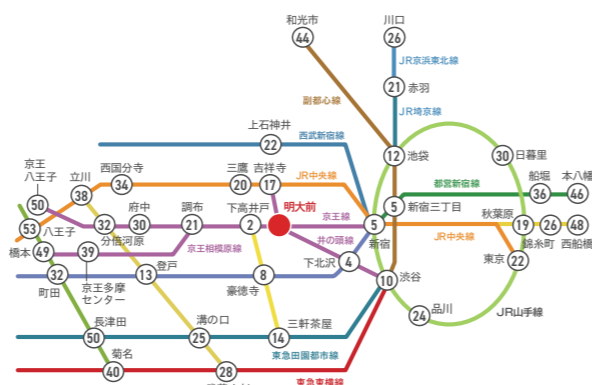 和光市
44
川口
26
JR京浜東北線
21
赤羽
副都心線
JR埼京線
上石神井
22
西武新宿線
12
池袋
30
日暮里
京王
八王子
50
立川
38
西国分寺
34
三鷹
20
吉祥寺
17
JR中央線
都営新宿線
船堀
36
本八幡
46
53
八王子
32
分倍河原
府中
30
調布
21
下高井戸
2
明大前
京王線
5
新宿
5
新宿三丁目
秋葉原
19
26
錦糸町
48
西船橋
橋本
49
39
京王多摩
センター
京王相模原線
井の頭線
JR中央線
下北沢
4
東京
22
32
町田
13
登戸
8
豪徳寺
10
渋谷
24
品川
JR山手線
長津田
50
溝の口
25
三軒茶屋
14
東急田園都市線
菊名
40
28
東急東横線